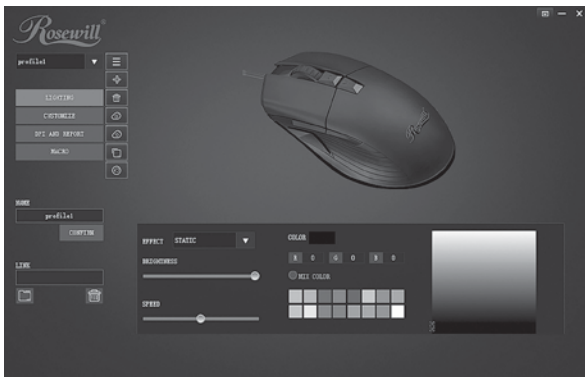 Rosewill®
profile1
LIGHTING
CUSTOMIZE
DPI AND REPORT
MACRO
NAME
profile1
CONFIRM
LINK
EFFECT STATIC
BRIGHTNESS
SPEED
COLOR
R 0 G 0 B 0
MIX COLOR
Rosewill